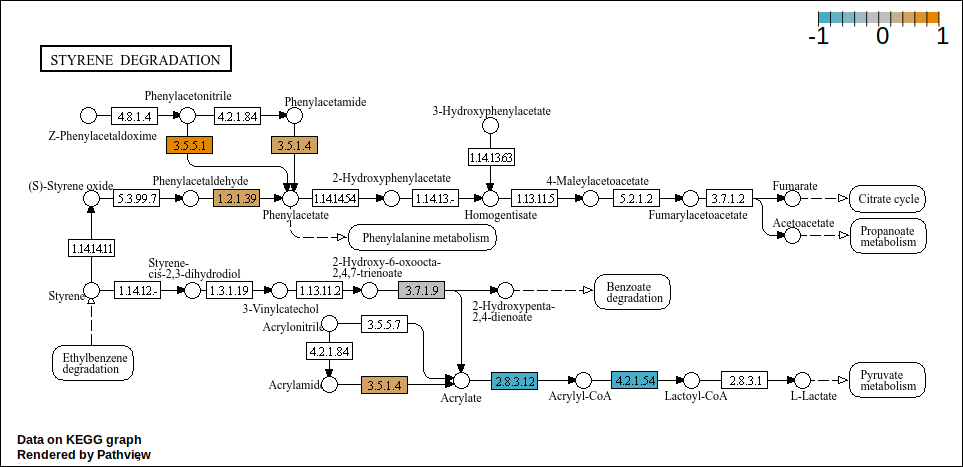 -1 0 1
STYRENE DEGRADATION
Phenylacetonitrile
Phenylacetamide
4.8.1.4
4.2.1.84
Z-Phenylacetaldoxime
3.5.5.1
3.5.1.4
3-Hydroxyphenylacetate
1.14.13.63
(S)-Styrene oxide
Phenylacetaldehyde
2-Hydroxyphenylacetate
4-Maleylacetoacetate
Fumarate
5.3.99.7
1.2.1.39
1.14.14.54
1.14.13.-
1.13.11.5
5.2.1.2
3.7.1.2
Citrate cycle
Phenylacetate
Homogentisate
Fumarylacetoacetate
Acetoacetate
Phenylalanine metabolism
Propanoate
metabolism
1.14.14.11
Styrene-
cis-2,3-dihydrodiol
2-Hydroxy-6-oxoocta-
2,4,7-trienoate
Styrene
1.14.12.-
1.3.1.19
1.13.11.2
3.7.1.9
Benzoate
degradation
3-Vinylcatechol
2-Hydroxypenta-
2,4-dienoate
Acrylonitrile
3.5.5.7
4.2.1.84
Ethylbenzene
degradation
Acrylamid
3.5.1.4
2.8.3.12
4.2.1.54
2.8.3.1
Pyruvate
metabolism
Acrylate
Acrylyl-CoA
Lactoyl-CoA
L-Lactate
Data on KEGG graph
Rendered by Pathview